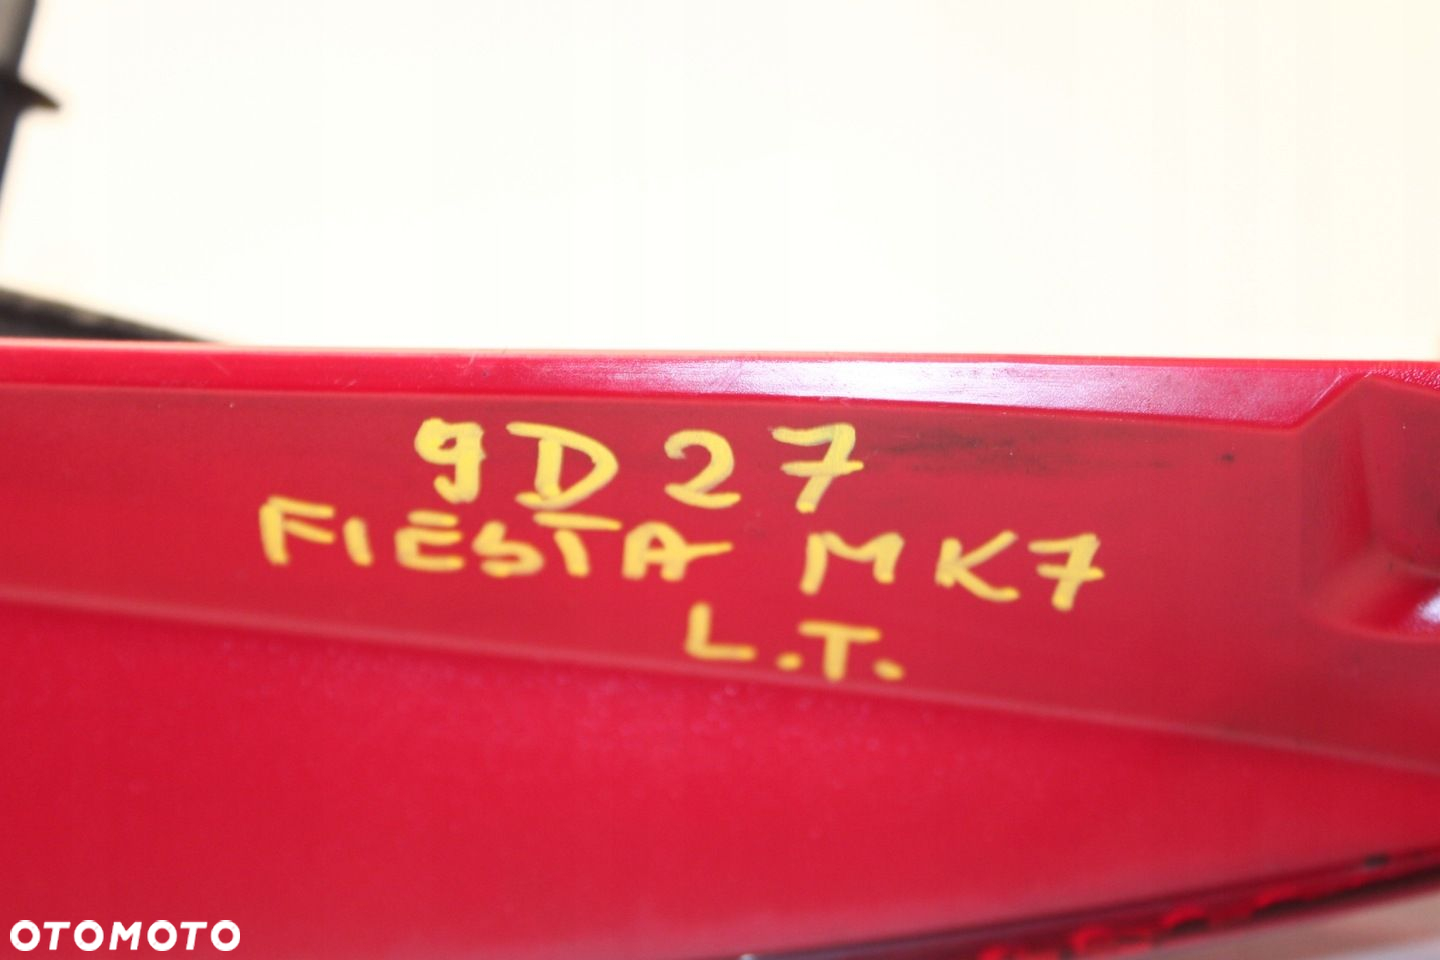 9D27
FIESTA MK7
L.T.
OTOMOTO